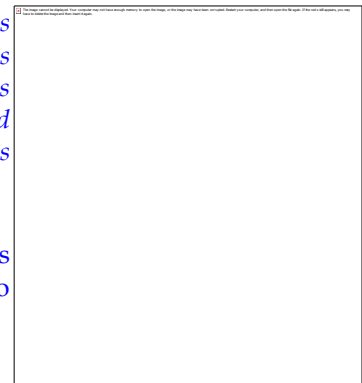 s
The image cannot be displayed. Your computer may not have enough memory to open the image, or the image may have been corrupted. Restart your computer, and then open the file again. If the red x still appears, you may
have to delete the image and then insert it again.
s
s
d
s
s
o